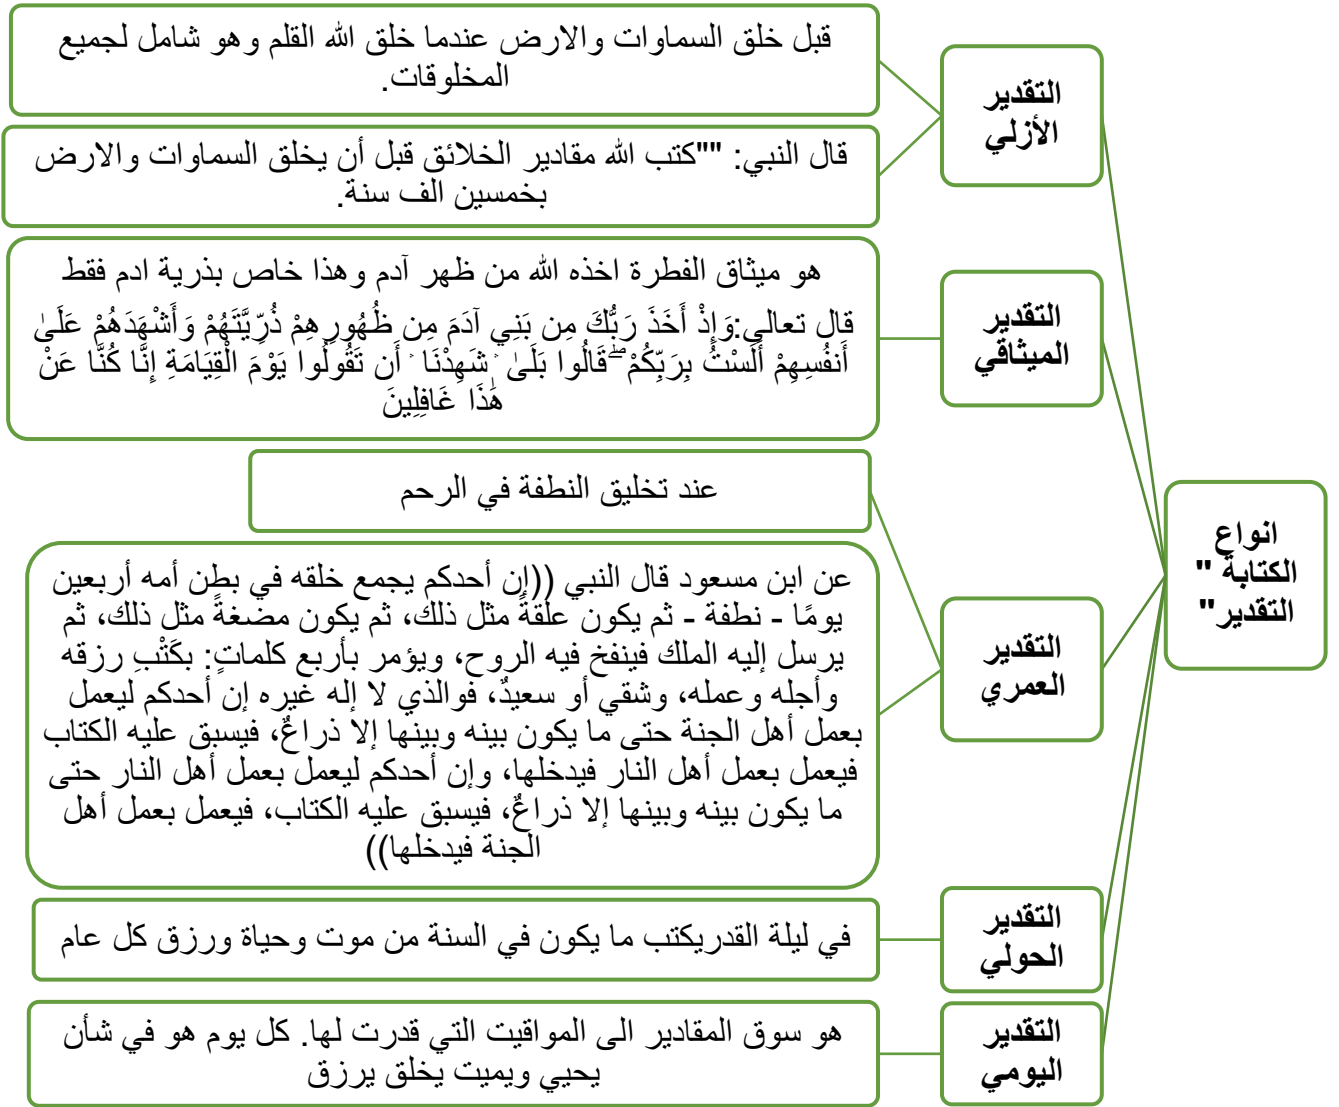 انواع
الكتابة "
التقدير"
التقدير
الأزلي
قبل خلق السماوات والارض عندما خلق الله القلم وهو شامل لجميع
المخلوقات.
قال النبي: ""كتب الله مقادير الخلائق قبل أن يخلق السماوات والارض
بخمسين الف سنة.
التقدير
الميثاقي
هو ميثاق الفطرة اخذه الله من ظهر آدم وهذا خاص بذرية ادم فقط
قال تعالى:وَإِذْ أَخَذَ رَبُّكَ مِن بَنِي آدَمَ مِن ظُهُورِهِمْ ذُرِّيَّتَهُمْ وَأَشْهَدَهُمْ عَلَىٰ
أَنفُسِهِمْ أَلَسْتُ بِرَبِّكُمْ ۖ قَالُوا بَلَىٰ ۛ شَهِدْنَا ۛ أَن تَقُولُوا يَوْمَ الْقِيَامَةِ إِنَّا كُنَّا عَنْ
هَٰذَا غَافِلِينَ
التقدير
العمري
عند تخليق النطفة في الرحم
عن ابن مسعود قال النبي ((إن أحدكم يجمع خلقه في بطن أمه أربعين
يومًا - نطفة - ثم يكون علقةً مثل ذلك، ثم يكون مضغةً مثل ذلك، ثم
يرسل إليه الملك فينفخ فيه الروح، ويؤمر بأربع كلماتٍ: بكَتْبِ رزقه
وأجله وعمله، وشقي أو سعيدٌ، فوالذي لا إله غيره إن أحدكم ليعمل
بعمل أهل الجنة حتى ما يكون بينه وبينها إلا ذراعٌ، فيسبق عليه الكتاب
فيعمل بعمل أهل النار فيدخلها، وإن أحدكم ليعمل بعمل أهل النار حتى
ما يكون بينه وبينها إلا ذراعٌ، فيسبق عليه الكتاب، فيعمل بعمل أهل
الجنة فيدخلها))
التقدير
الحولي
في ليلة القدريكتب ما يكون في السنة من موت وحياة ورزق كل عام
التقدير
اليومي
هو سوق المقادير الى المواقيت التي قدرت لها. كل يوم هو في شأن
يحيي ويميت يخلق يرزق